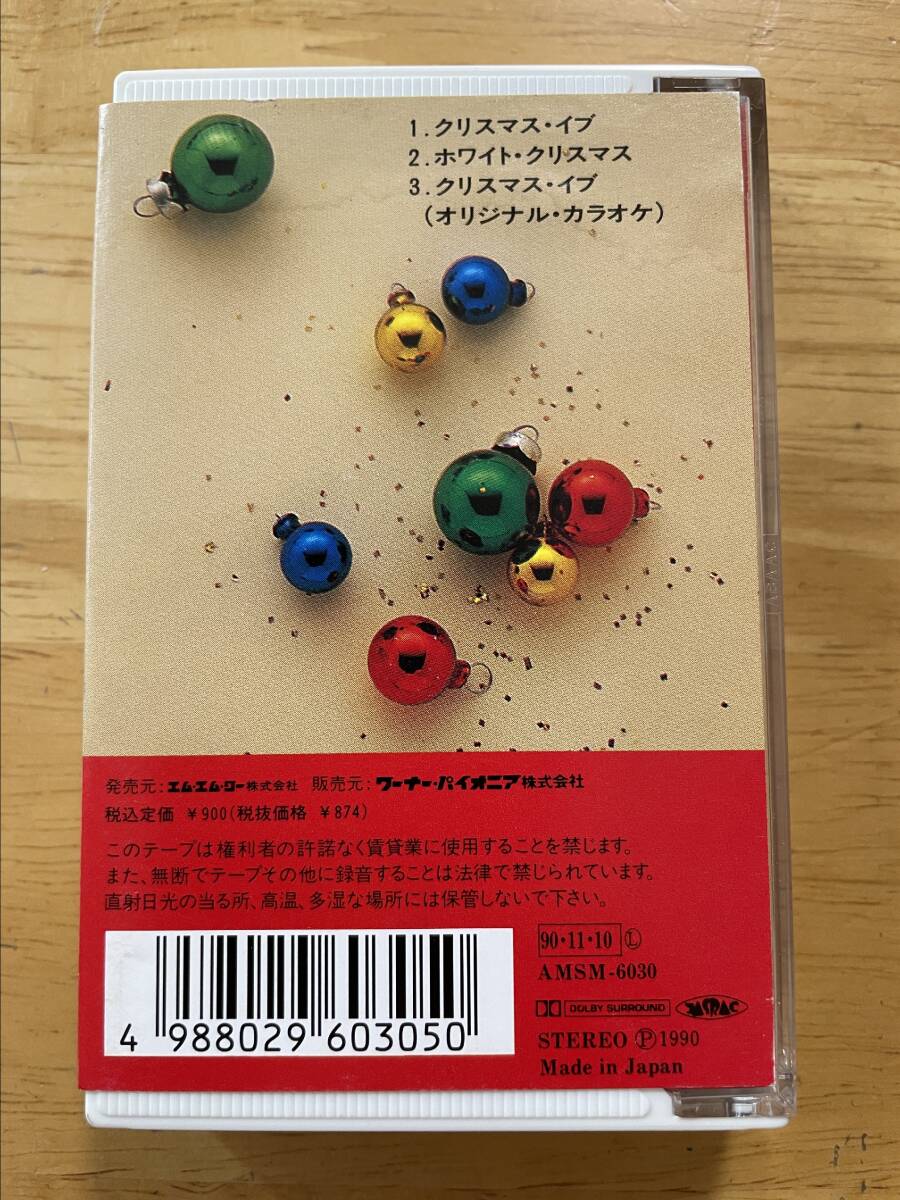 1.クリスマス・イブ
2.ホワイト・クリスマス
3.クリスマス・イブ
(オリジナル・カラオケ)
発売元:エム・エム・ジー株式会社 販売元:ワーナー・パイオニア株式会社
税込定価 ￥900(税抜価格 ￥874)
このテープは権利者の許諾なく賃貸業に使用することを禁じます。
また、無断でテープその他に録音することは法律で禁じられています。
直射日光の当る所、高温、多湿な場所には保管しないで下さい。
90・11・10 Ⓛ
AMSM-6030
DOLBY SURROUND
STEREO Ⓟ1990
Made in Japan
4 988029 603050